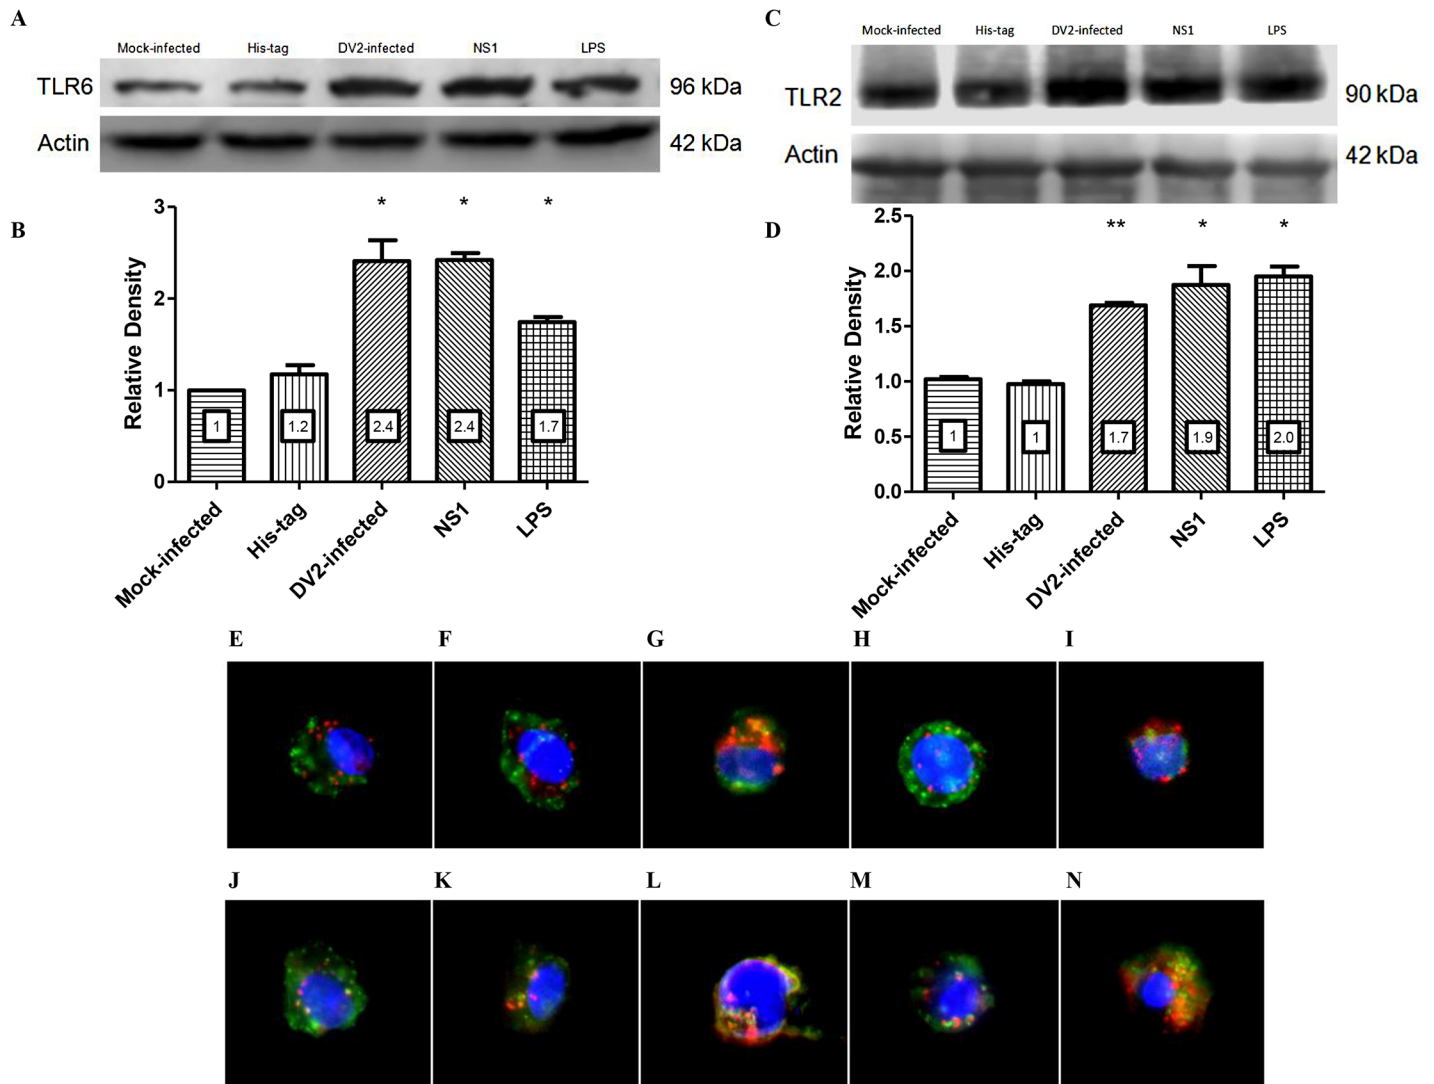 A
Mock-infected His-tag DV2-infected NS1 LPS
TLR6 96 kDa
Actin 42 kDa
B
* * *
3
2
1
0
Relative Density
1 1.2 2.4 2.4 1.7
Mock-infected His-tag DV2-infected NS1 LPS
C
Mock-infected His-tag DV2-infected NS1 LPS
TLR2 90 kDa
Actin 42 kDa
D
** * *
2.5
2.0
1.5
1.0
0.5
0.0
Relative Density
1 1 1.7 1.9 2.0
Mock-infected His-tag DV2-infected NS1 LPS
E F G H I
J K L M N